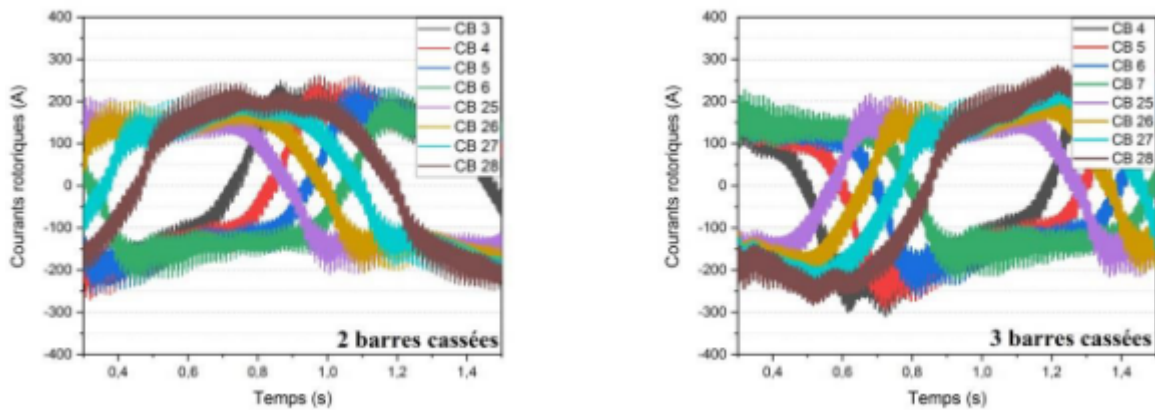 400
300
200
100
0
-100
-200
-300
-400
Courants rotoriques (A)
CB 3
CB 4
CB 5
CB 6
CB 25
CB 26
CB 27
CB 28
2 barres cassées
0,4 0,6 0,8 1,0 1,2 1,4
Temps (s)
400
300
200
100
0
-100
-200
-300
-400
Courants rotoriques (A)
CB 4
CB 5
CB 6
CB 7
CB 25
CB 26
CB 27
CB 28
3 barres cassées
0,4 0,6 0,8 1,0 1,2 1,4
Temps (s)